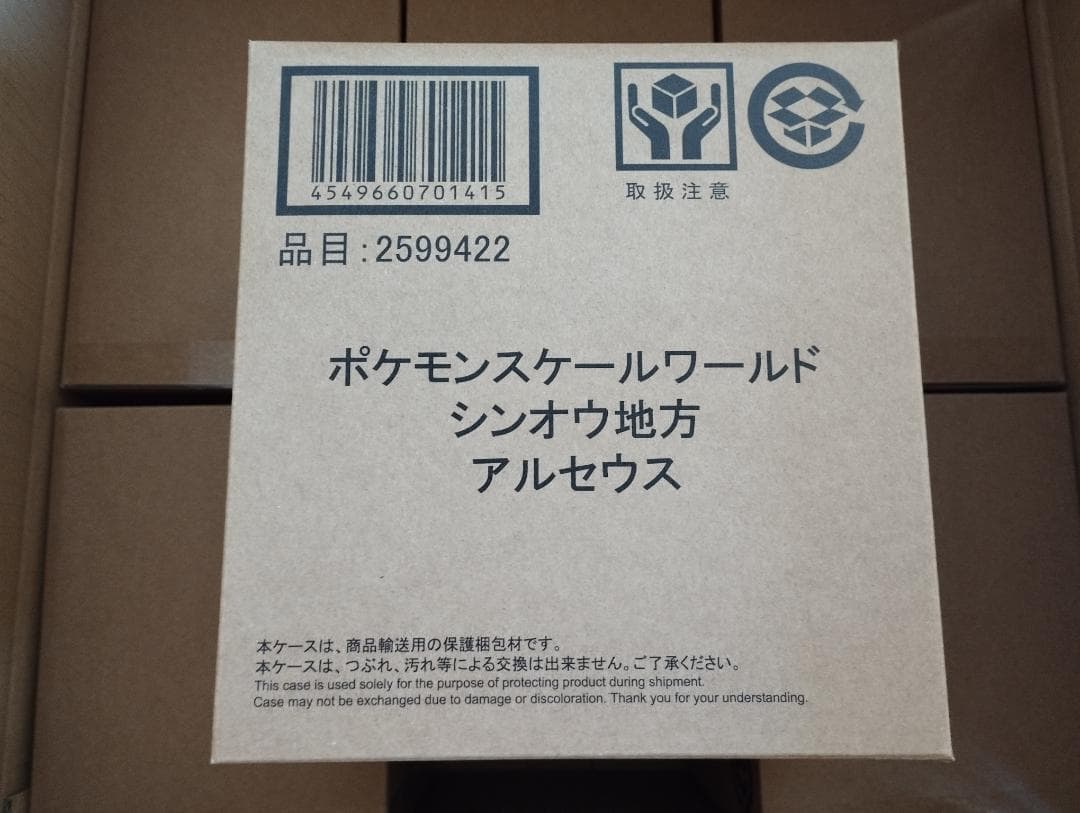 4549660701415
取扱注意
品目:2599422
ポケモンスケールワールド
シンオウ地方
アルセウス
本ケースは、商品輸送用の保護梱包材です。
本ケースは、つぶれ、汚れ等による交換は出来ません。ご了承ください。
This case is used solely for the purpose of protecting product during shipment.
Case may not be exchanged due to damage or discoloration. Thank you for your understanding.